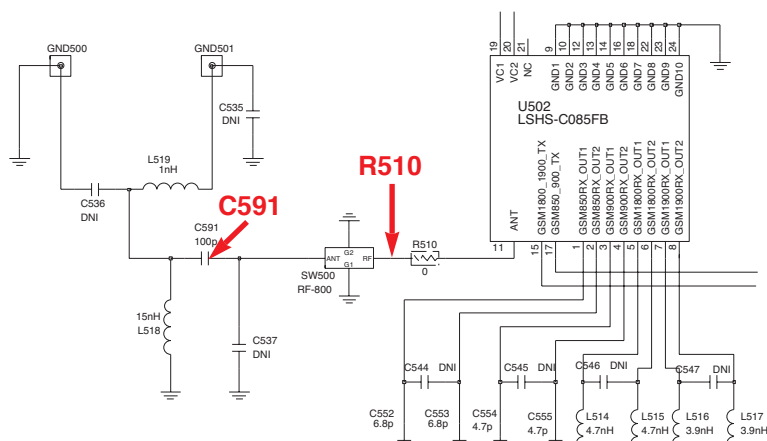 GND500
GND501
C535
DNI
L519
1nH
C536
DNI
C591
C591
100p
R510
15nH
L518
C537
DNI
ANT
G2
G1
RF
SW500
RF-800
R510
0
19
20
21
9
10
12
13
14
16
18
22
23
24
VC1
VC2
NC
GND1
GND2
GND3
GND4
GND5
GND6
GND7
GND8
GND9
GND10
U502
LSHS-C085FB
ANT
GSM1800_1900_TX
GSM850_900_TX
GSM850RX_OUT1
GSM850RX_OUT2
GSM900RX_OUT1
GSM900RX_OUT2
GSM1800RX_OUT1
GSM1800RX_OUT2
GSM1900RX_OUT1
GSM1900RX_OUT2
11
15
17
1
2
3
4
5
6
7
8
C544
DNI
C545
DNI
C546
DNI
C547
DNI
C552
6.8p
C553
6.8p
C554
4.7p
C555
4.7p
L514
4.7nH
L515
4.7nH
L516
3.9nH
L517
3.9nH